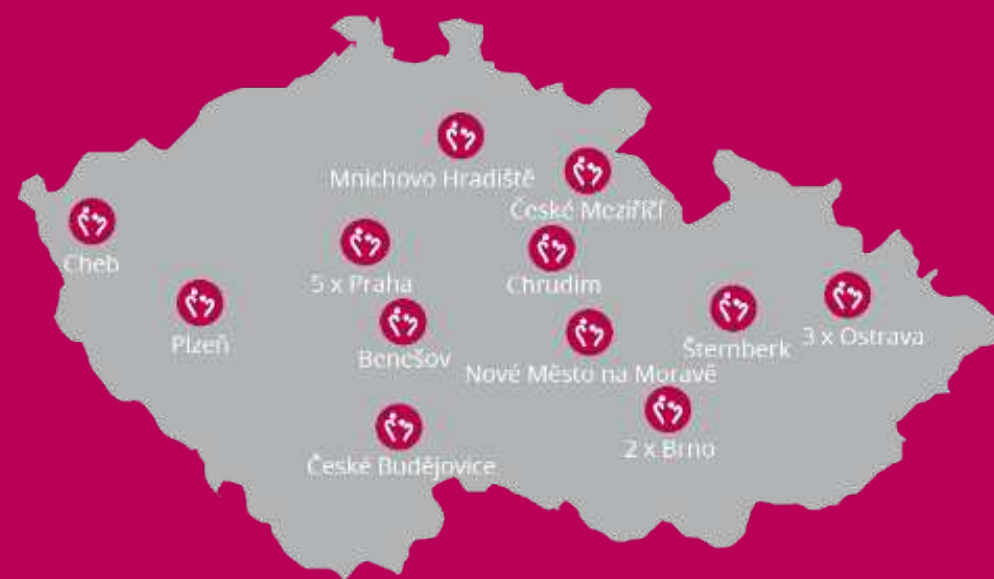 Mnichovo Hradiště
České Meziříčí
Cheb
5 x Praha
Chrudim
Plzeň
Benešov
Nové Město na Moravě
Šternberk
3 x Ostrava
České Budějovice
2 x Brno